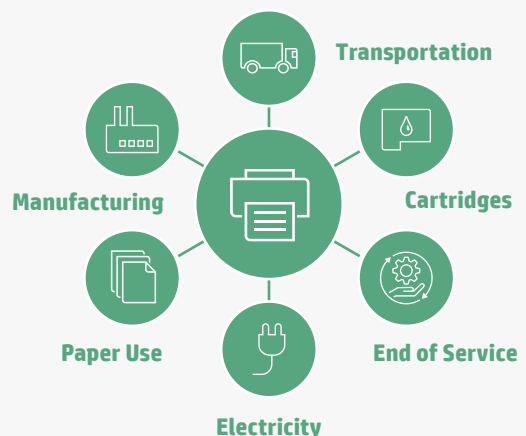 Transportation
Manufacturing
Cartridges
Paper Use
End of Service
Electricity